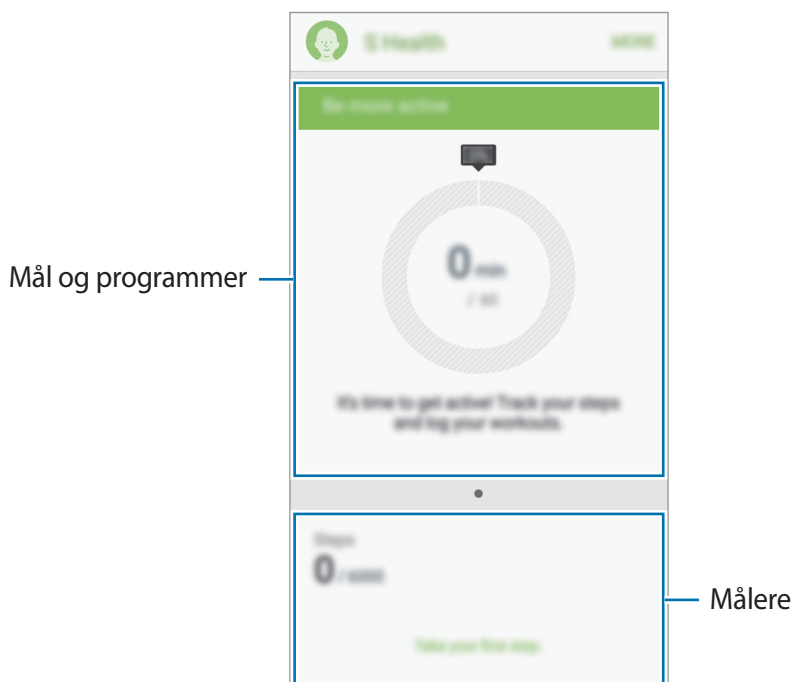 S Health
MORE
Be more active
Mål og programmer
0 min
/ 60
It's time to get active! Track your steps
and log your workouts.
Steps
0 / 6000
Målere
Take your first step.